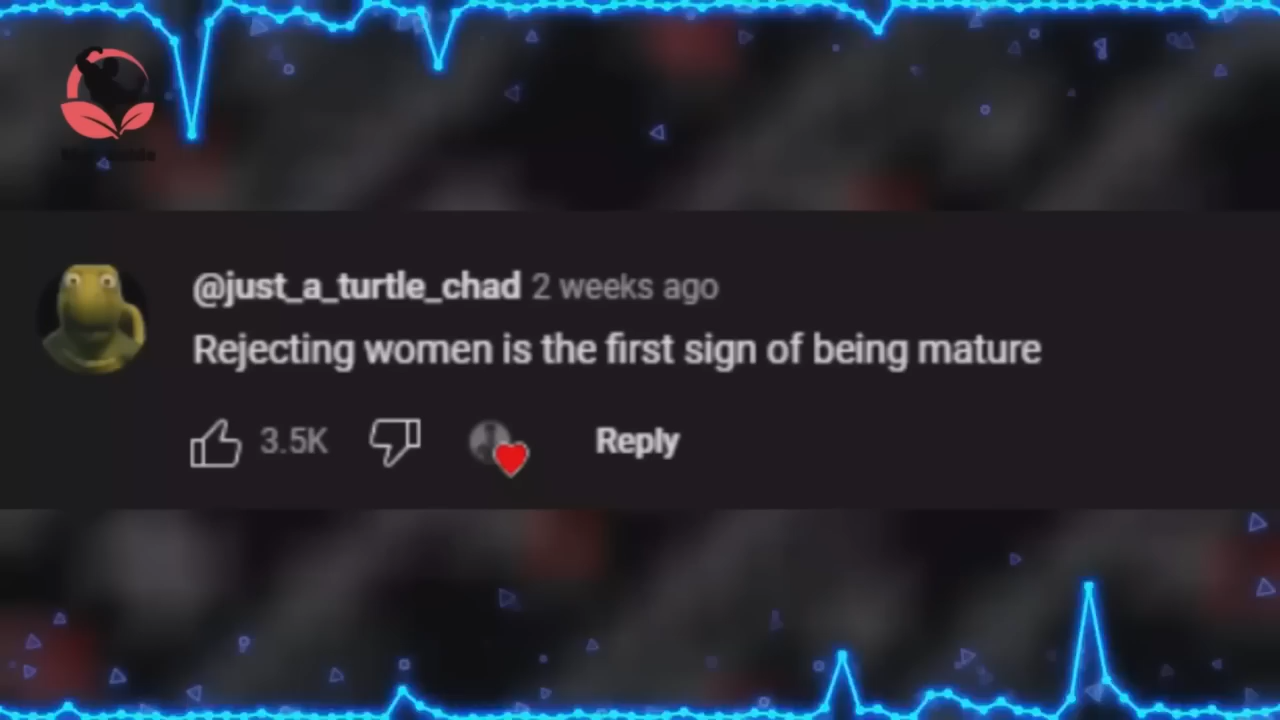 @just_a_turtle_chad 2 weeks ago
Rejecting women is the first sign of being mature
3.5K Reply